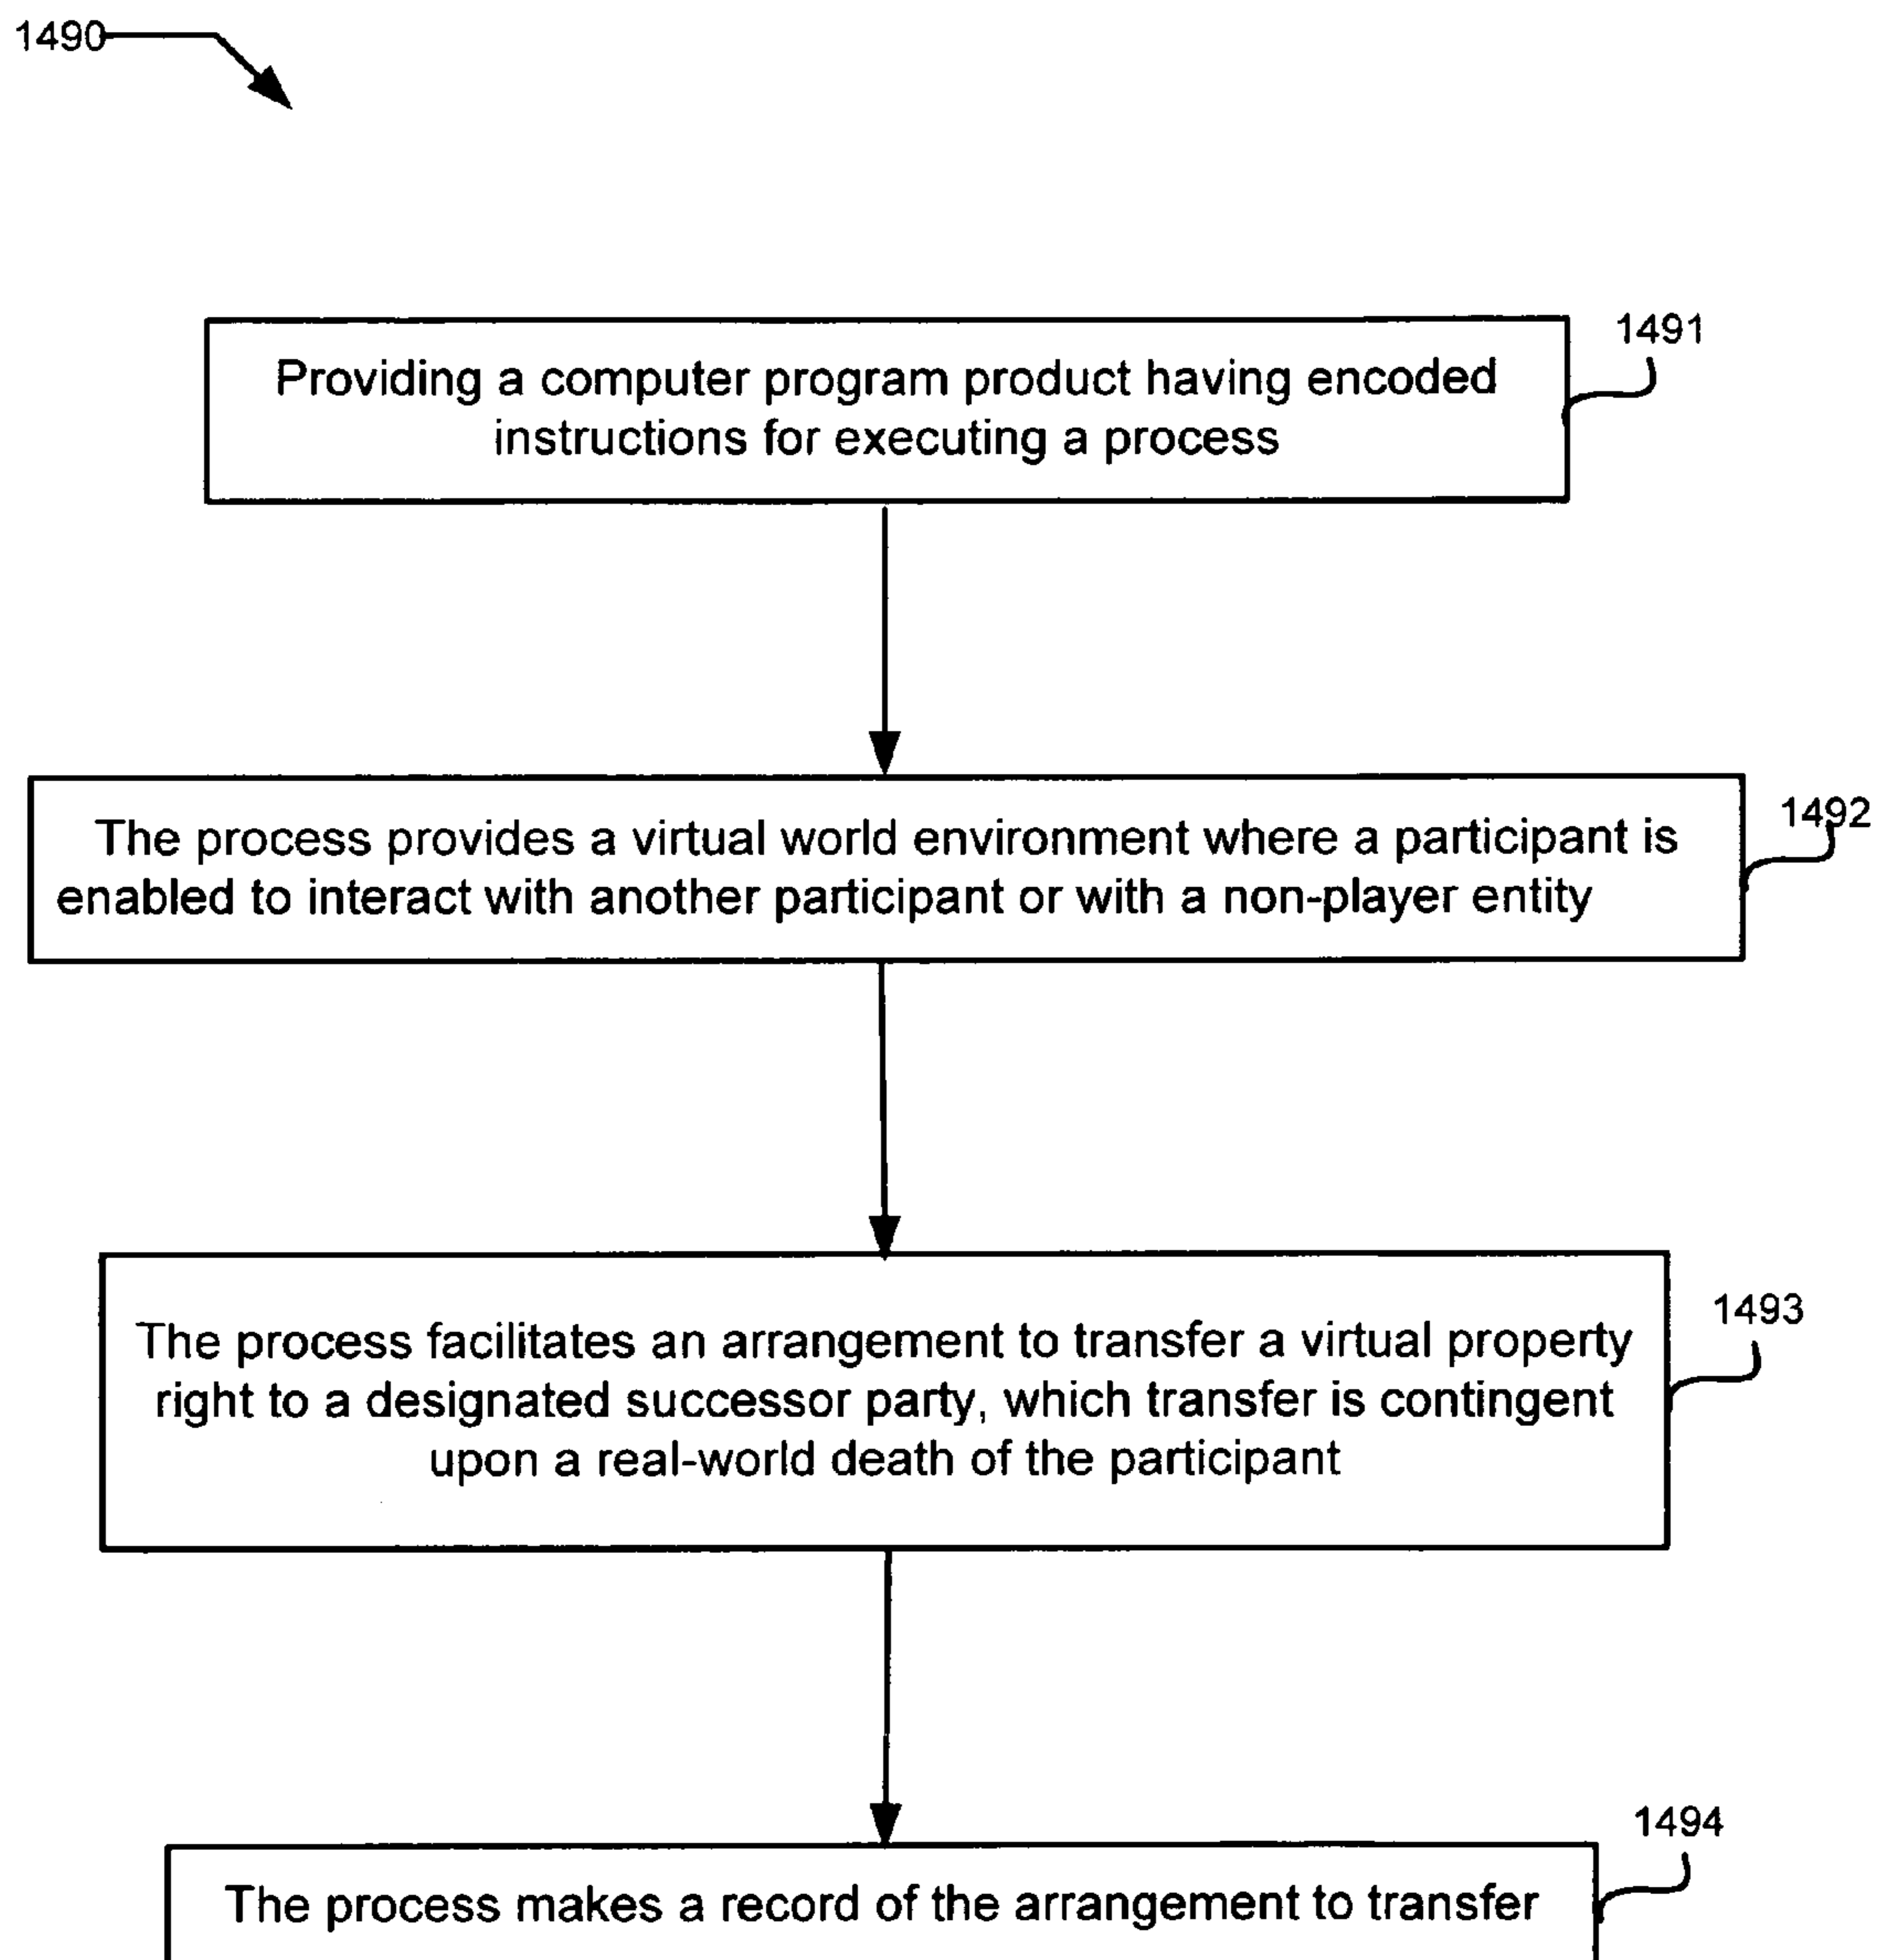 1490
1491
Providing a computer program product having encoded
instructions for executing a process
1492
The process provides a virtual world environment where a participant is
enabled to interact with another participant or with a non-player entity
1493
The process facilitates an arrangement to transfer a virtual property
right to a designated successor party, which transfer is contingent
upon a real-world death of the participant
1494
The process makes a record of the arrangement to transfer